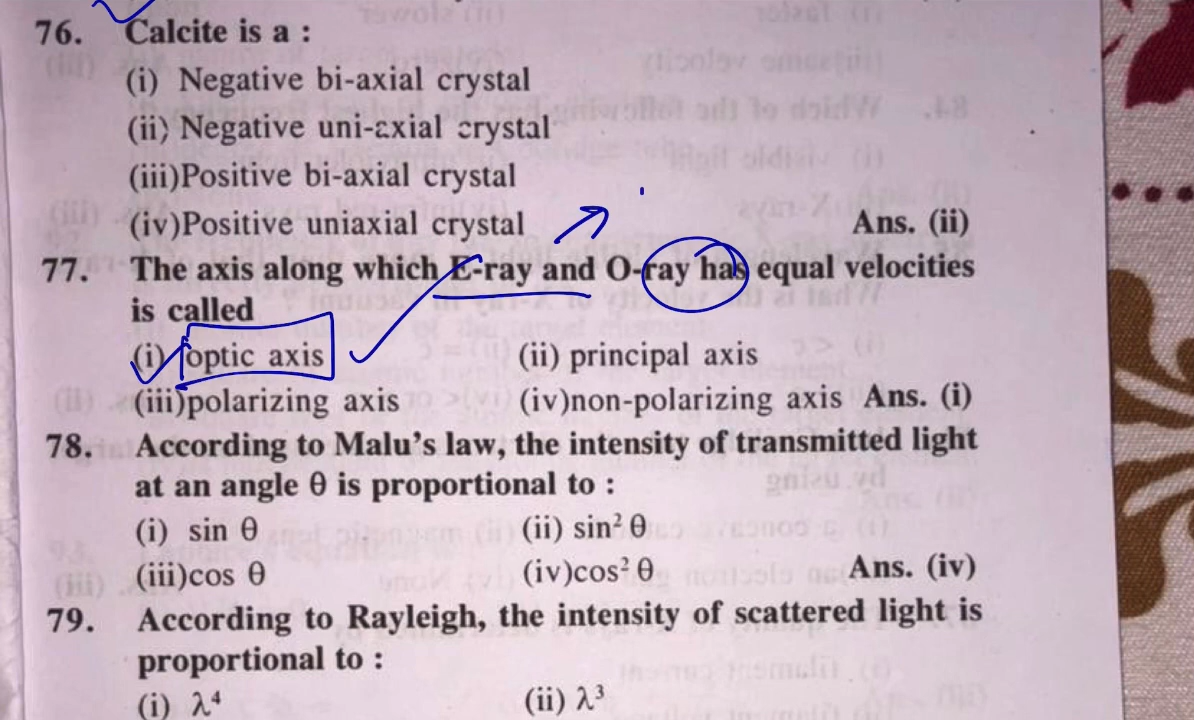 76. Calcite is a :
(i) Negative bi-axial crystal
(ii) Negative uni-axial crystal
(iii)Positive bi-axial crystal
(iv)Positive uniaxial crystal Ans. (ii)
77. The axis along which E-ray and O-ray has equal velocities
is called
(i) optic axis (ii) principal axis
(iii)polarizing axis (iv)non-polarizing axis Ans. (i)
78. According to Malu's law, the intensity of transmitted light
at an angle θ is proportional to :
(i) sin θ (ii) sin² θ
(iii)cos θ (iv)cos² θ Ans. (iv)
79. According to Rayleigh, the intensity of scattered light is
proportional to :
(i) λ⁴ (ii) λ³